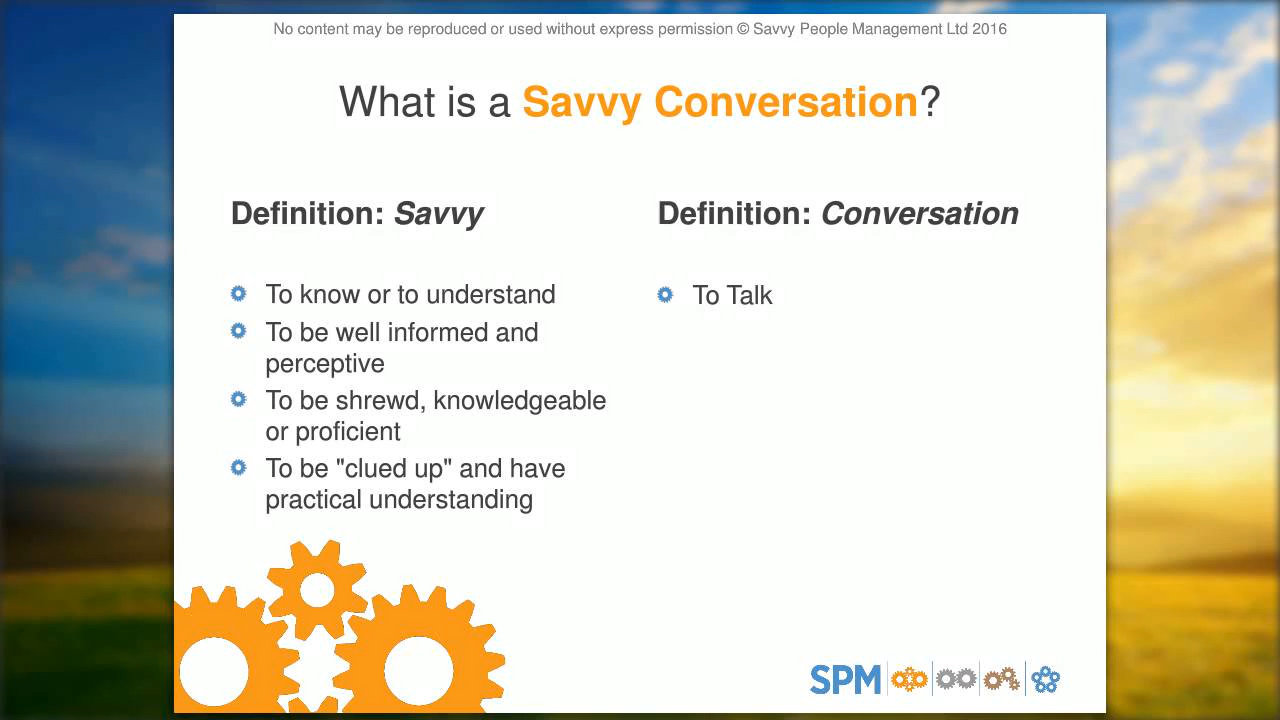 No content may be reproduced or used without express permission © Savvy People Management Ltd 2016
What is a Savvy Conversation?
Definition: Savvy
To know or to understand
To be well informed and
perceptive
To be shrewd, knowledgeable
or proficient
To be "clued up" and have
practical understanding
Definition: Conversation
To Talk
SPM